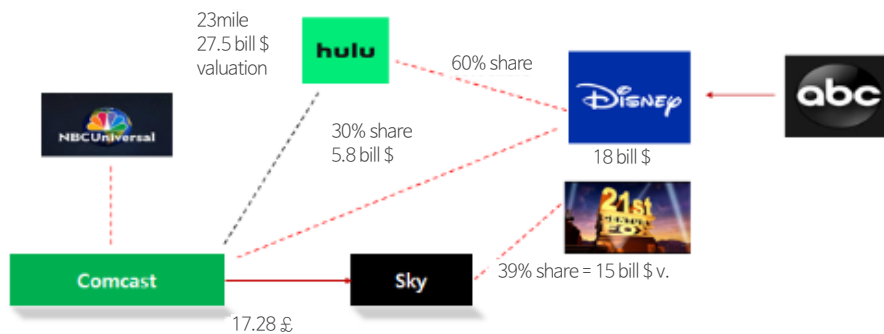 23mile
27.5 bill $
valuation
hulu
60% share
Disney
abc
NBCUniversal
30% share
5.8 bill $
18 bill $
21st
CENTURY
FOX
Comcast
Sky
39% share = 15 bill $ v.
17.28 £